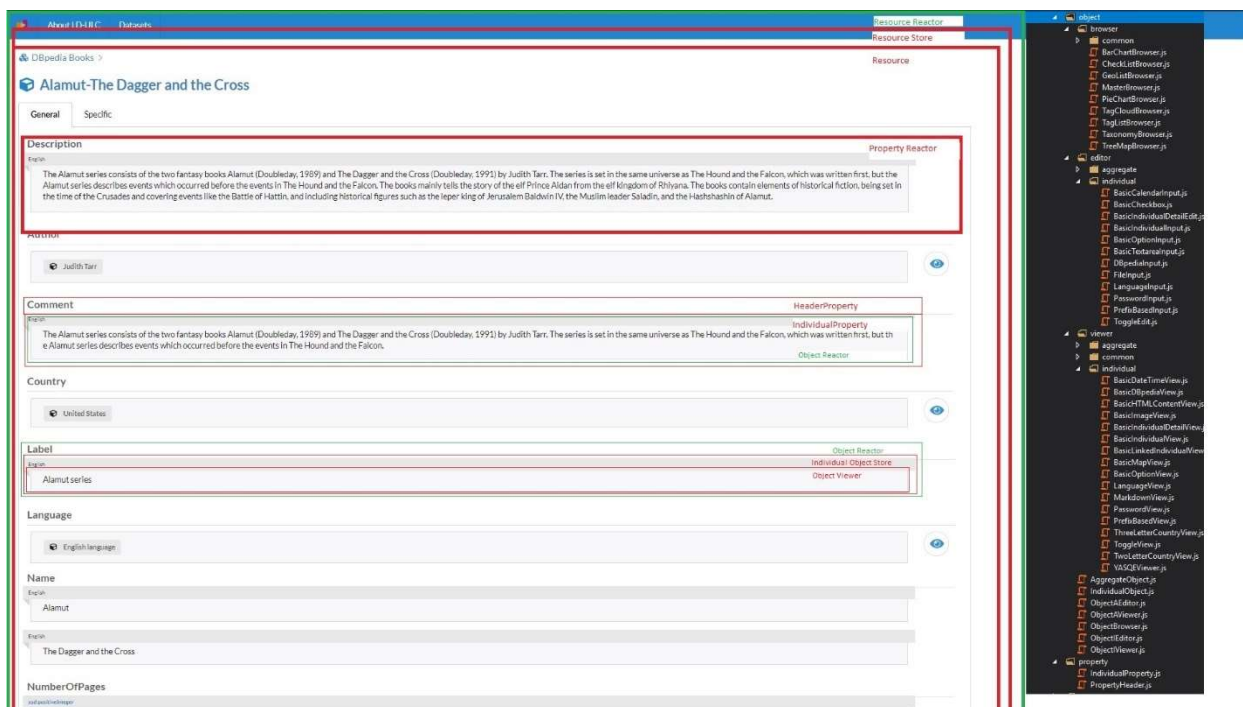 About LD-ULC Datasets
Resource Reactor
Resource Store
DBpedia Books >
Resource
Alamut-The Dagger and the Cross
General Specific
Description
Property Reactor
English
The Alamut series consists of the two fantasy books Alamut (Doubleday, 1989) and The Dagger and the Cross (Doubleday, 1991) by Judith Tarr. The series is set in the same universe as The Hound and the Falcon, which was written first, but the
Alamut series describes events which occurred before the events in The Hound and the Falcon. The books mainly tells the story of the elf Prince Aidan from the elf kingdom of Rhiyana. The books contain elements of historical fiction, being set in
the time of the Crusades and covering events like the Battle of Hattin, and including historical figures such as the leper king of Jerusalem Baldwin IV, the Muslim leader Saladin, and the Hashshashin of Alamut.
Author
Judith Tarr
Comment
HeaderProperty
English
IndividualProperty
The Alamut series consists of the two fantasy books Alamut (Doubleday, 1989) and The Dagger and the Cross (Doubleday, 1991) by Judith Tarr. The series is set in the same universe as The Hound and the Falcon, which was written first, but th
e Alamut series describes events which occurred before the events in The Hound and the Falcon.
Object Reactor
Country
United States
Label
Object Reactor
English
Individual Object Store
Alamut series
Object Viewer
Language
English language
Name
English
Alamut
English
The Dagger and the Cross
NumberOfPages
xsd:positiveInteger
object
browser
common
BarChartBrowser.js
CheckListBrowser.js
GeoListBrowser.js
MasterBrowser.js
PieChartBrowser.js
TagCloudBrowser.js
TagListBrowser.js
TaxonomyBrowser.js
TreeMapBrowser.js
editor
aggregate
individual
BasicCalendarInput.js
BasicCheckbox.js
BasicIndividualDetailEdit.js
BasicIndividualInput.js
BasicOptionInput.js
BasicTextareaInput.js
DBpediaInput.js
FileInput.js
LanguageInput.js
PasswordInput.js
PrefixBasedInput.js
ToggleEdit.js
viewer
aggregate
common
individual
BasicDateTimeView.js
BasicDBpediaView.js
BasicHTMLContentView.js
BasicImageView.js
BasicIndividualDetailView.j
BasicIndividualView.js
BasicLinkedIndividualView
BasicMapView.js
BasicOptionView.js
LanguageView.js
MarkdownView.js
PasswordView.js
PrefixBasedView.js
ThreeLetterCountryView.js
ToggleView.js
TwoLetterCountryView.js
YASQEViewer.js
AggregateObject.js
IndividualObject.js
ObjectAEditor.js
ObjectAViewer.js
ObjectBrowser.js
ObjectIEditor.js
ObjectIViewer.js
property
IndividualProperty.js
PropertyHeader.js